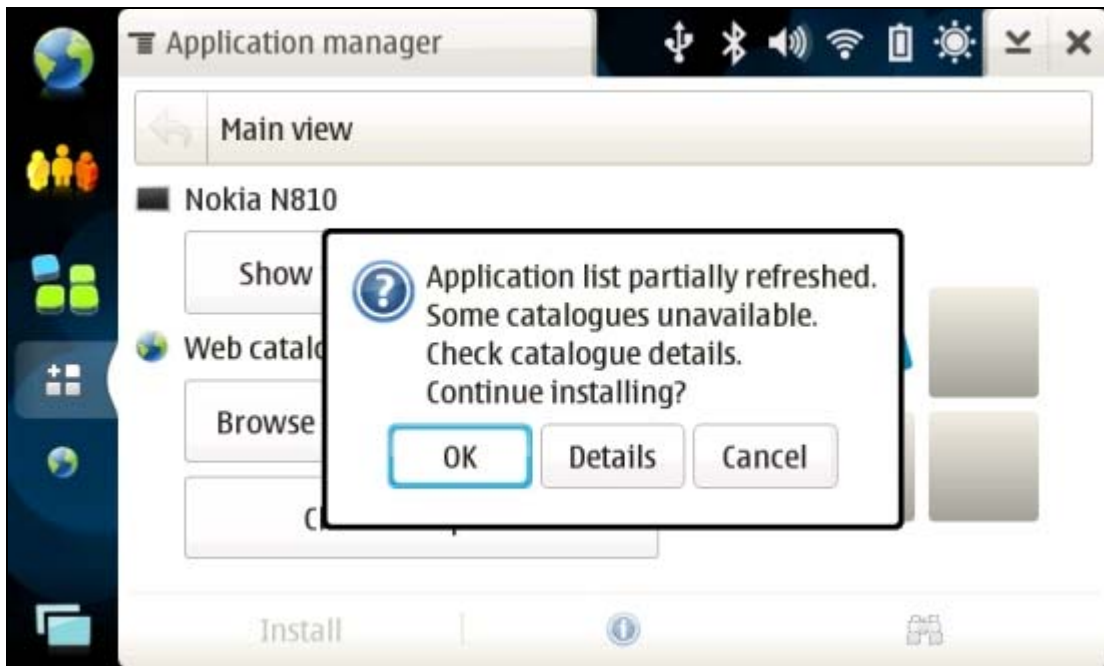 Application manager
Main view
Nokia N810
Show
Application list partially refreshed.
Some catalogues unavailable.
Check catalogue details.
Continue installing?
Web
Browse
OK
Details
Cancel
Install